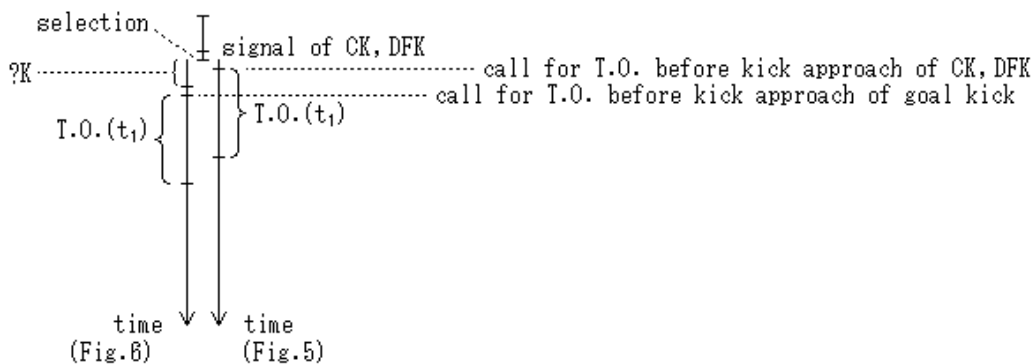 selection
signal of CK, DFK
?K
call for T.O. before kick approach of CK, DFK
call for T.O. before kick approach of goal kick
T.O.(t₁)
T.O.(t₁)
time
(Fig.6)
time
(Fig.5)